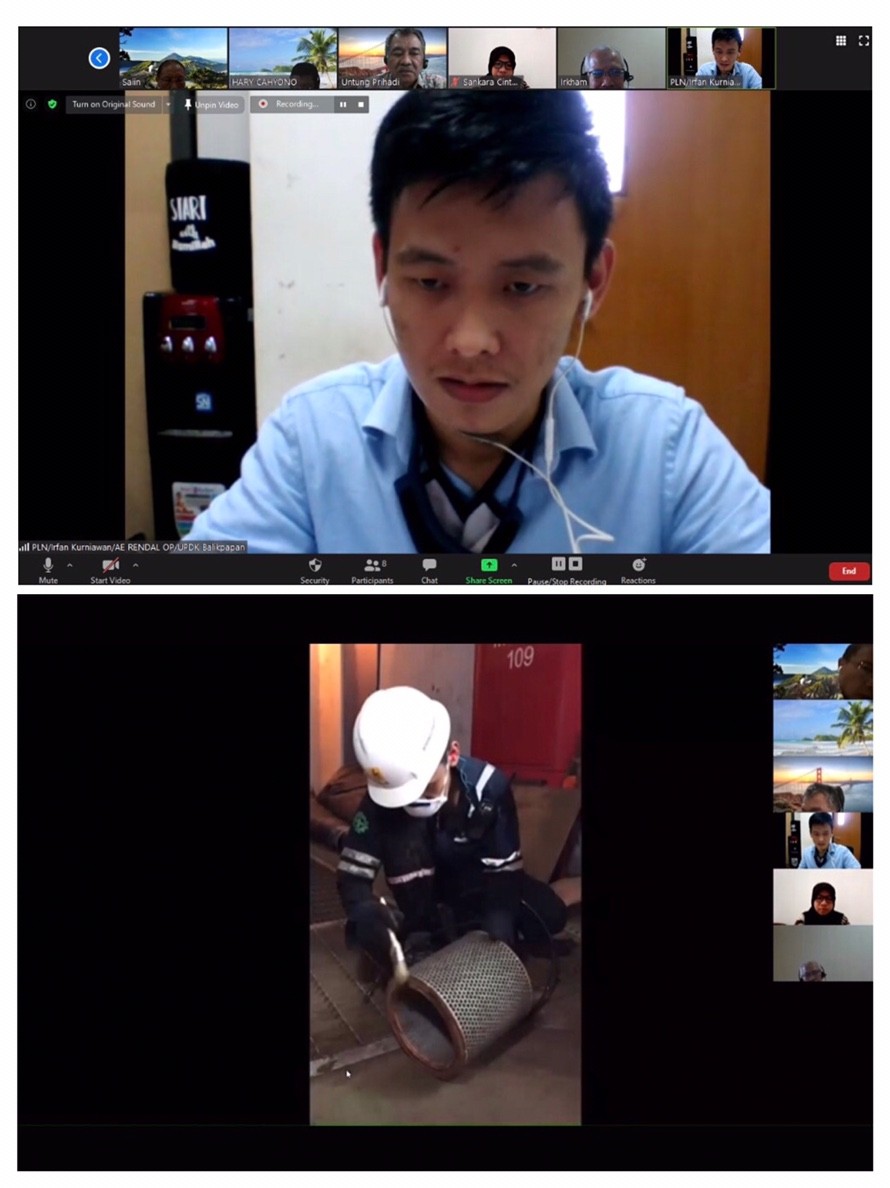 Saiin
HARY CAHYONO
Untung Prihadi
Sankara Cint...
Irkham
PLN/Irfan Kurnia...
Turn on Original Sound
Unpin Video
Recording...
START
with
PLN/Irfan Kurniawan/AE RENDAL OP/UPDK Balikpapan
Mute
Start Video
Security
Participants
8
Chat
Share Screen
Pause/Stop Recording
Reactions
End
109